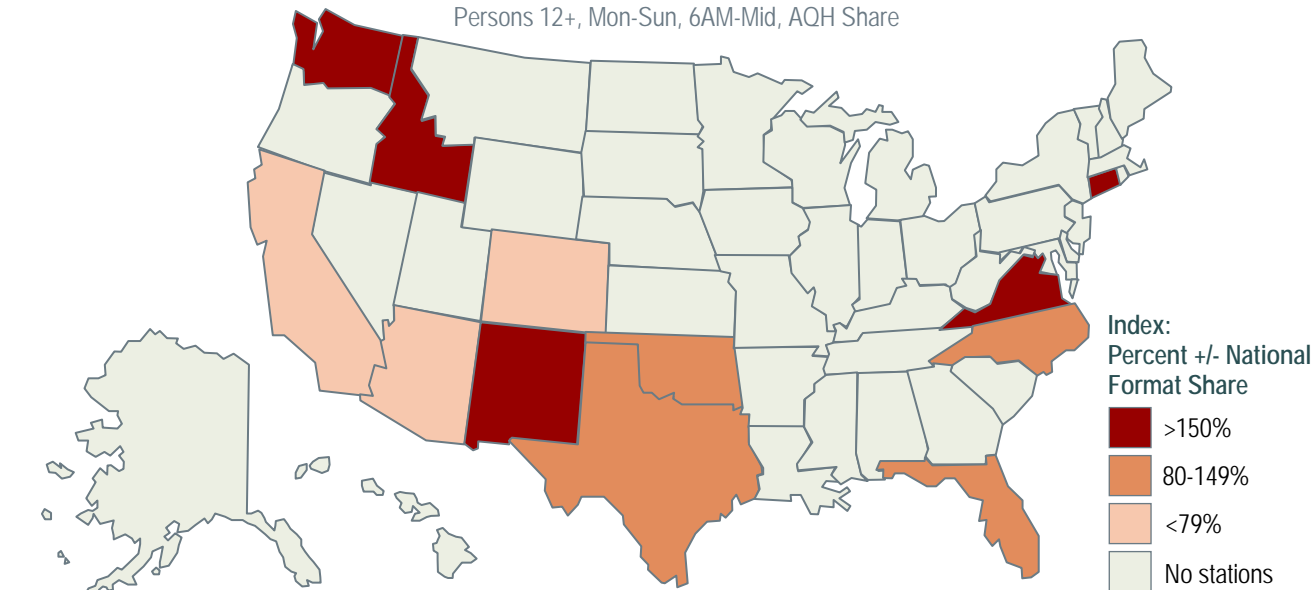 Persons 12+, Mon-Sun, 6AM-Mid, AQH Share
Index:
Percent +/- National
Format Share
>150%
80-149%
<79%
No stations